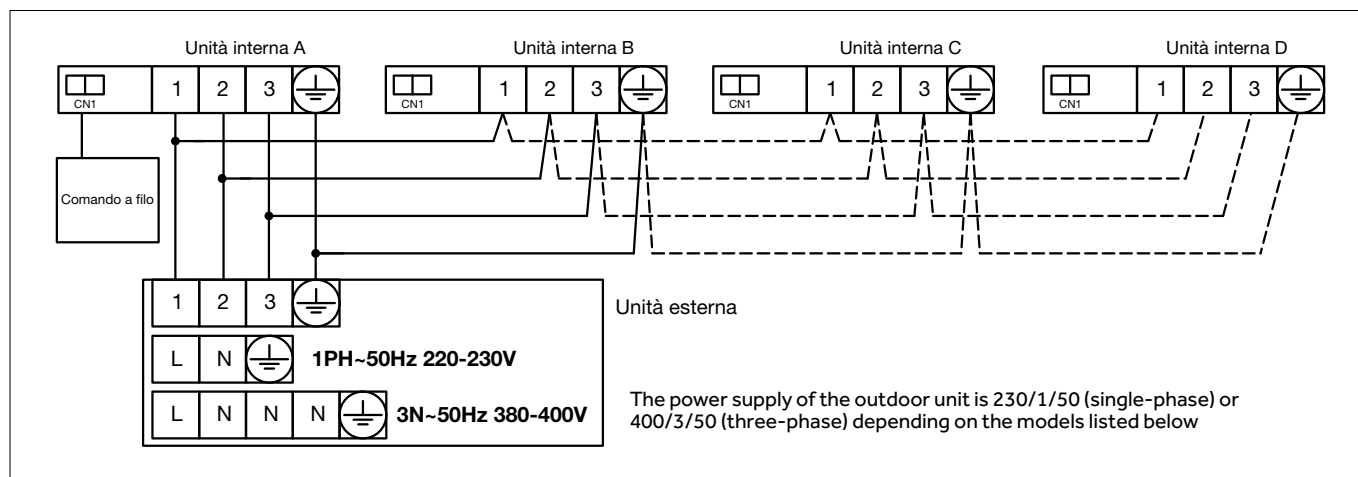 Unità interna A
Unità interna B
Unità interna C
Unità interna D
CN1 1 2 3
CN1 1 2 3
CN1 1 2 3
CN1 1 2 3
Comando a filo
1 2 3
Unità esterna
L N 1PH~50Hz 220-230V
L N N N 3N~50Hz 380-400V
The power supply of the outdoor unit is 230/1/50 (single-phase) or
400/3/50 (three-phase) depending on the models listed below